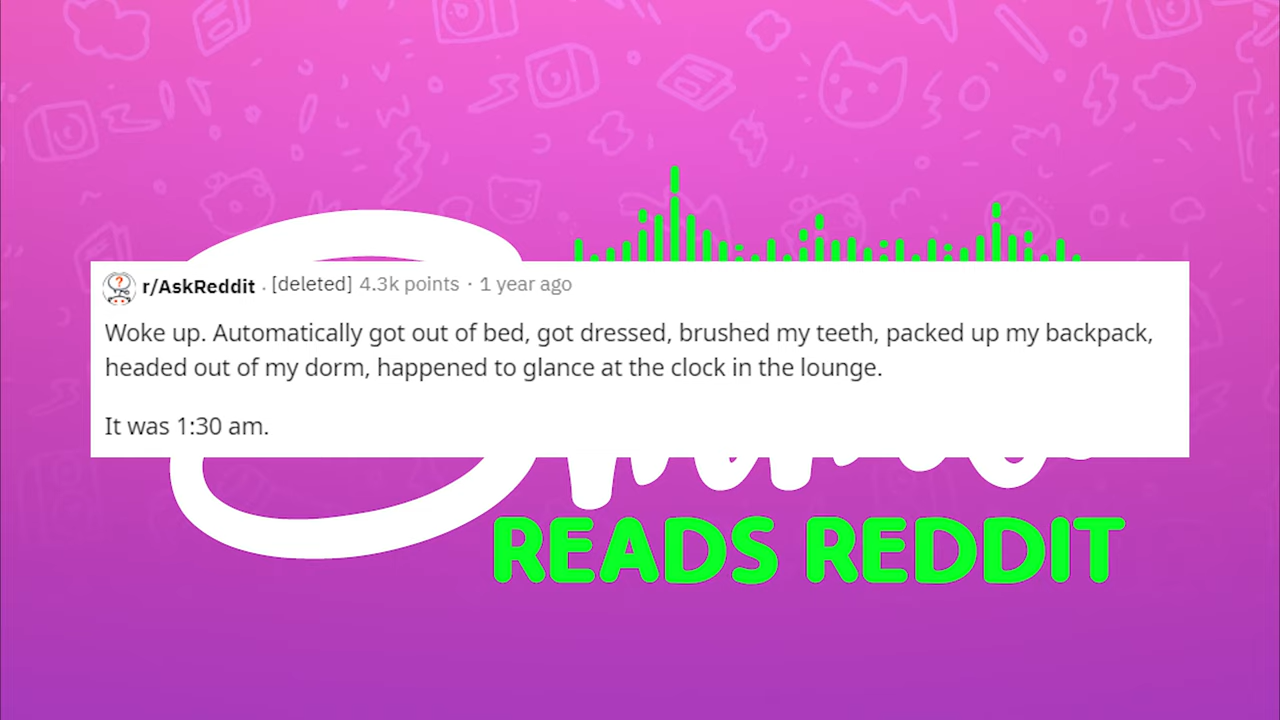 r/AskReddit · [deleted] 4.3k points · 1 year ago
Woke up. Automatically got out of bed, got dressed, brushed my teeth, packed up my backpack,
headed out of my dorm, happened to glance at the clock in the lounge.
It was 1:30 am.
READS REDDIT